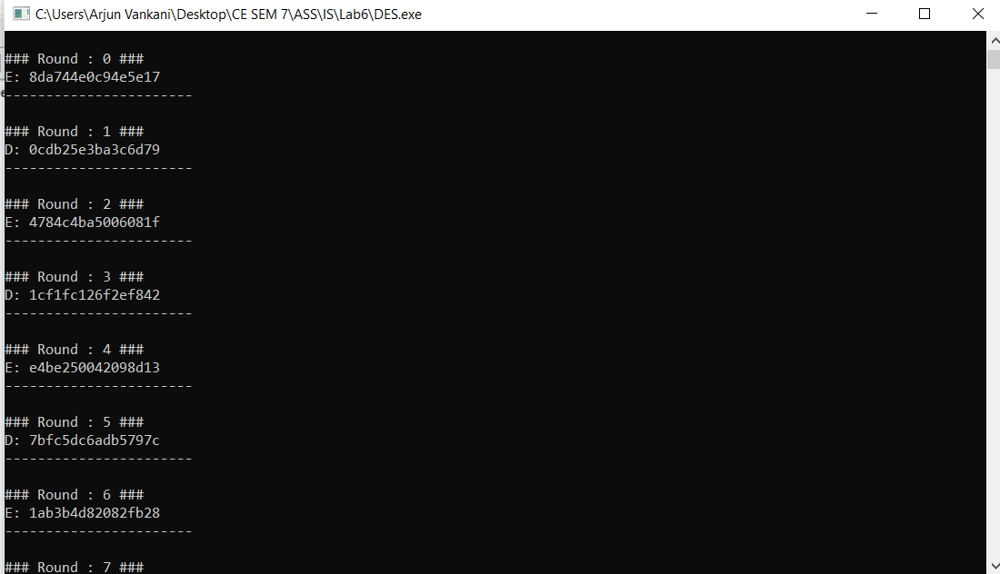 C:\Users\Arjun Vankani\Desktop\CE SEM 7\ASS\IS\Lab6\DES.exe
### Round : 0 ###
E: 8da744e0c94e5e17
-----------------------
### Round : 1 ###
D: 0cdb25e3ba3c6d79
-----------------------
### Round : 2 ###
E: 4784c4ba5006081f
-----------------------
### Round : 3 ###
D: 1cf1fc126f2ef842
-----------------------
### Round : 4 ###
E: e4be250042098d13
-----------------------
### Round : 5 ###
D: 7bfc5dc6adb5797c
-----------------------
### Round : 6 ###
E: 1ab3b4d82082fb28
-----------------------
### Round : 7 ###